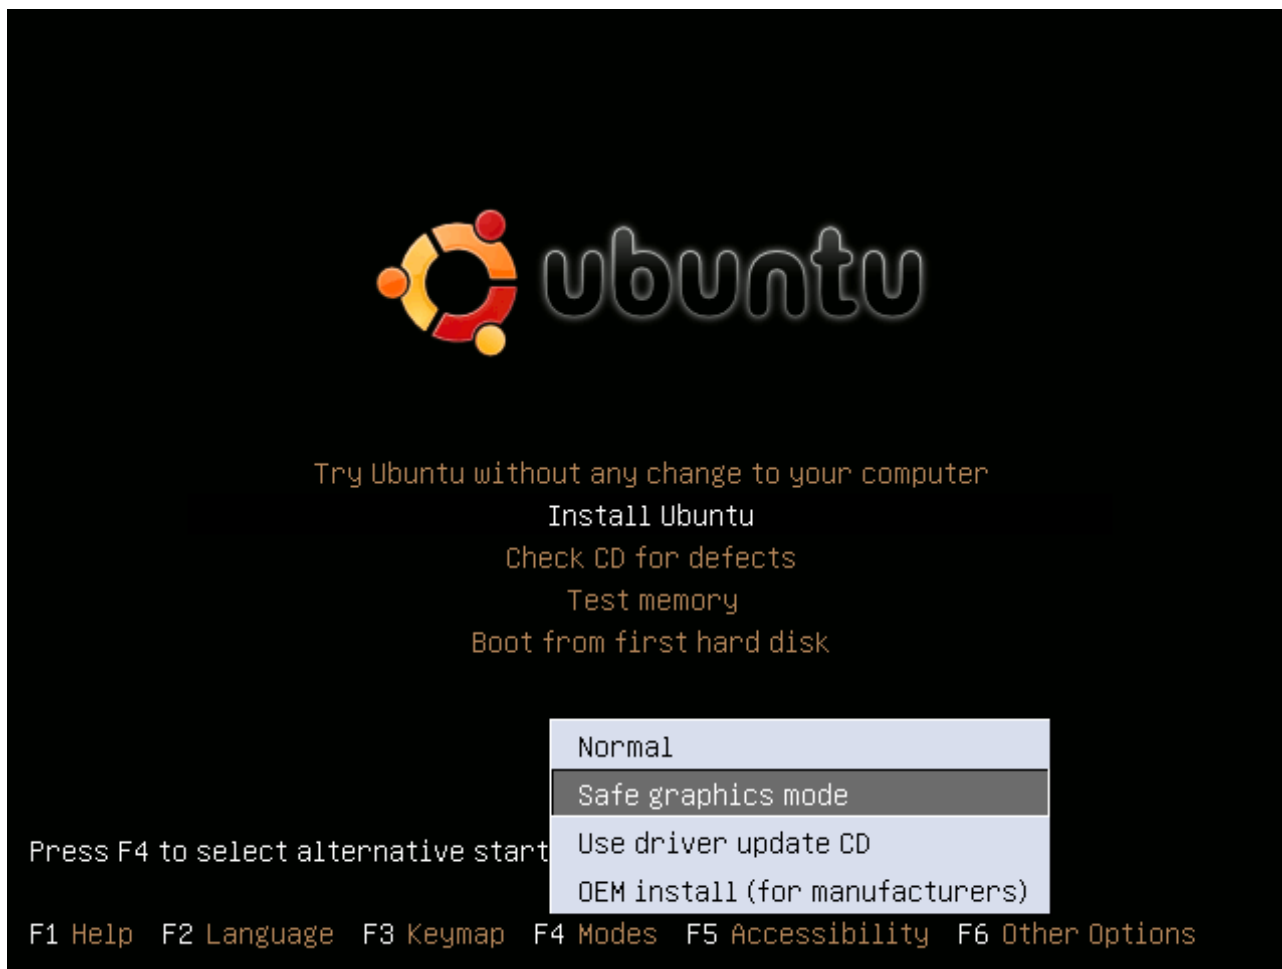 ubuntu
Try Ubuntu without any change to your computer
Install Ubuntu
Check CD for defects
Test memory
Boot from first hard disk
Normal
Safe graphics mode
Use driver update CD
OEM install (for manufacturers)
Press F4 to select alternative start
F1 Help F2 Language F3 Keymap F4 Modes F5 Accessibility F6 Other Options